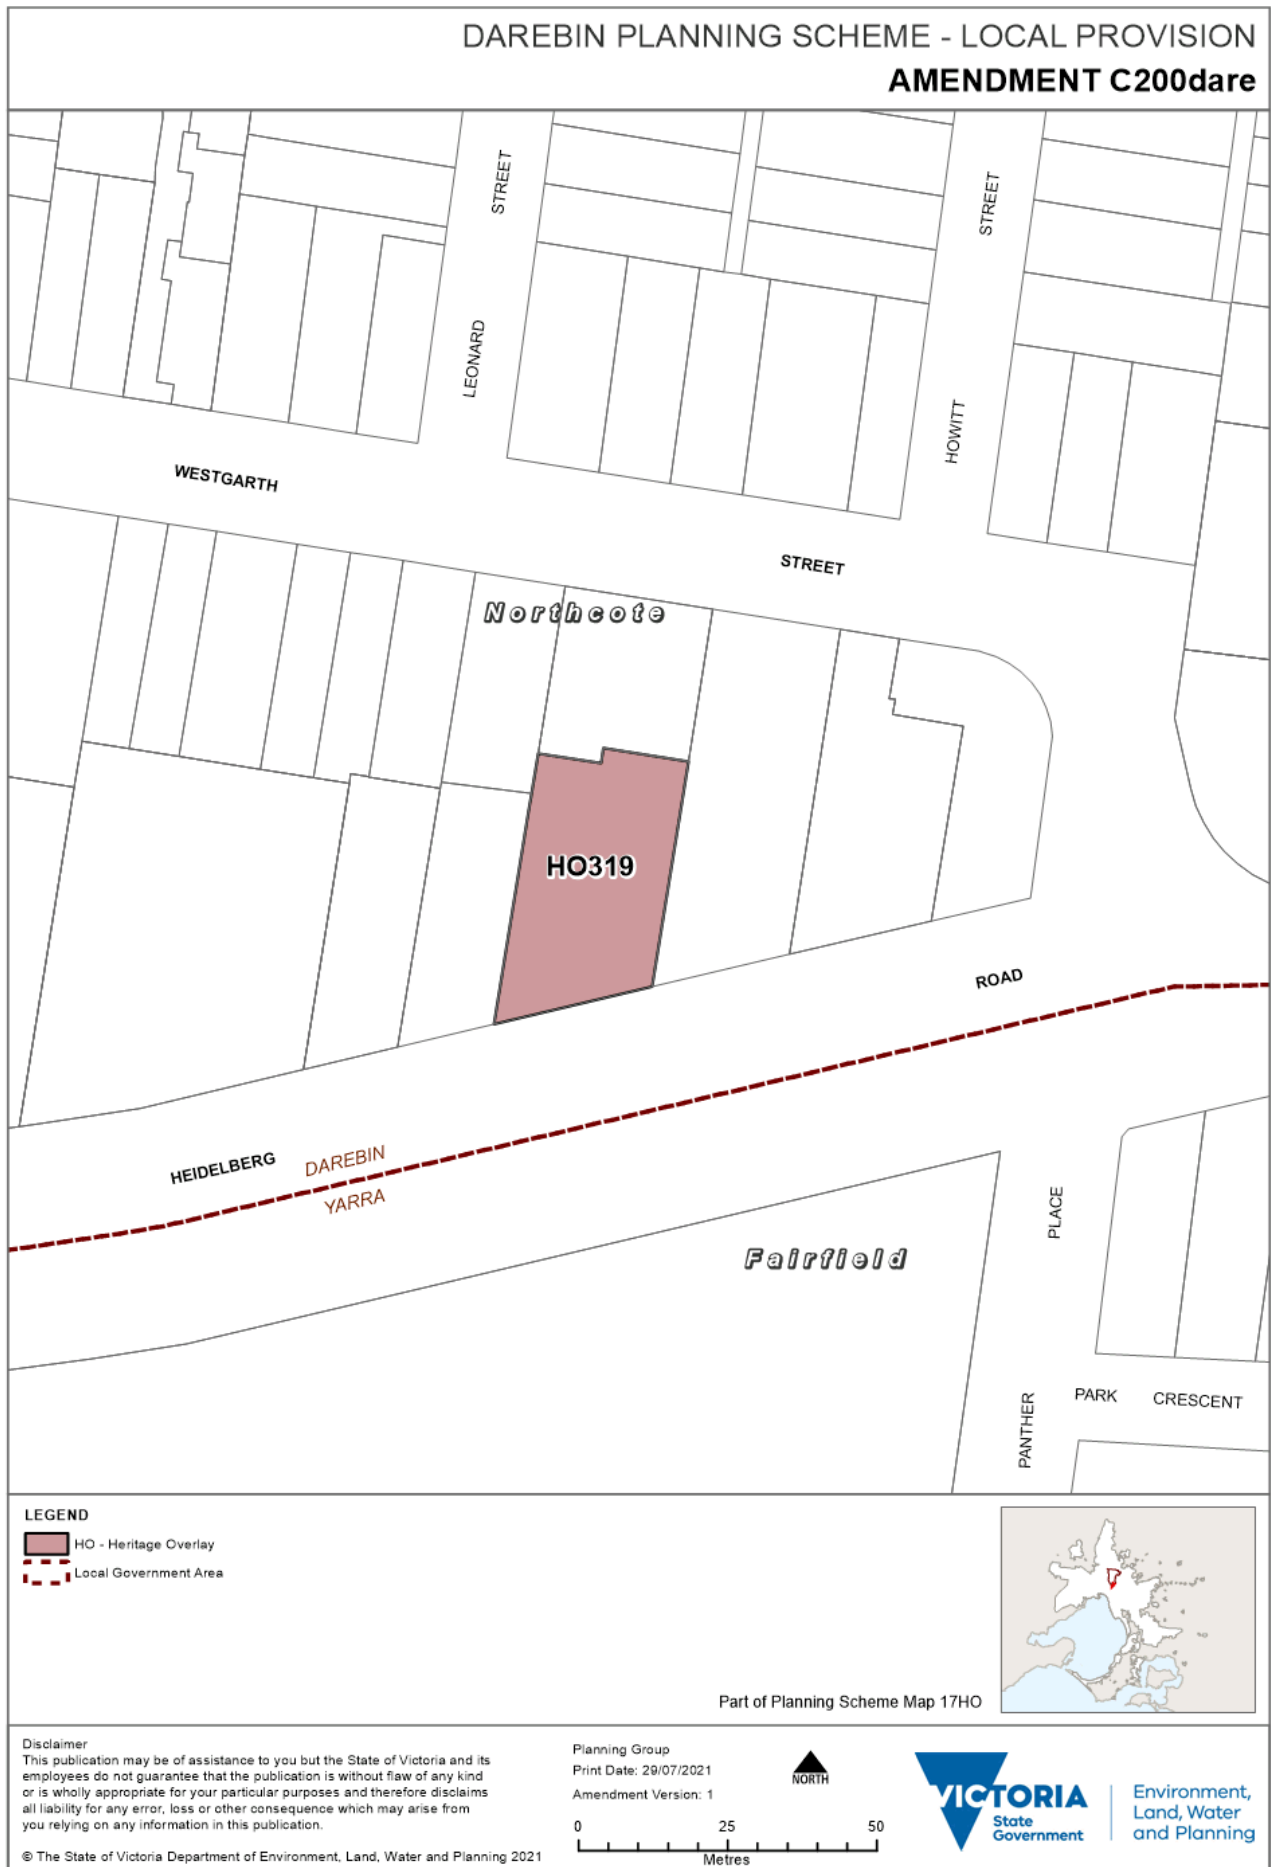 DAREBIN PLANNING SCHEME - LOCAL PROVISION
AMENDMENT C200dare
STREET
STREET
LEONARD
HOWITT
WESTGARTH
STREET
Northcote
HO319
ROAD
HEIDELBERG
DAREBIN
YARRA
PLACE
Fairfield
PANTHER
PARK CRESCENT
LEGEND
HO - Heritage Overlay
Local Government Area
Part of Planning Scheme Map 17HO
Disclaimer
This publication may be of assistance to you but the State of Victoria and its
employees do not guarantee that the publication is without flaw of any kind
or is wholly appropriate for your particular purposes and therefore disclaims
all liability for any error, loss or other consequence which may arise from
you relying on any information in this publication.
© The State of Victoria Department of Environment, Land, Water and Planning 2021
Planning Group
Print Date: 29/07/2021
Amendment Version: 1
NORTH
0 25 50
Metres
VICTORIA
State
Government
Environment,
Land, Water
and Planning